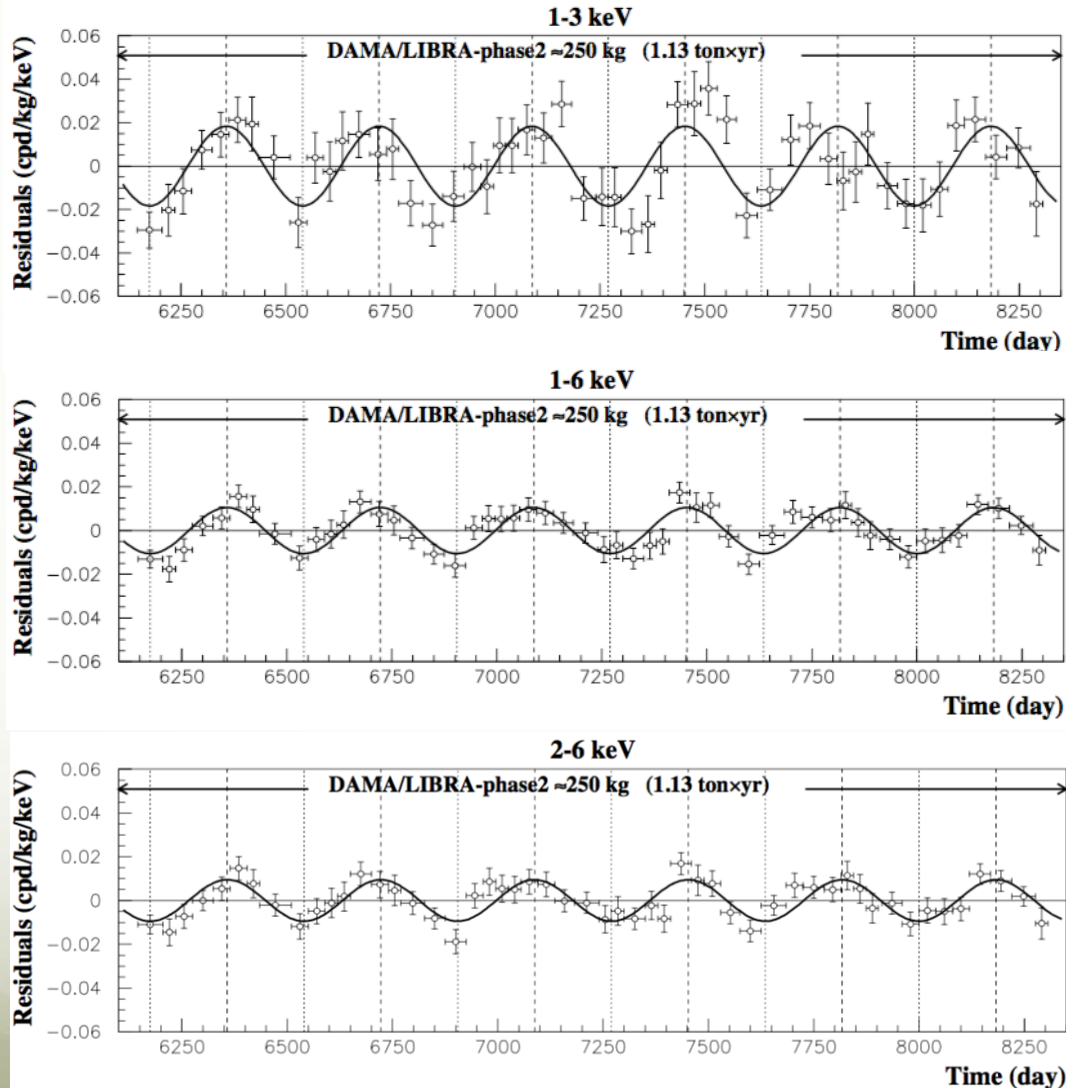 1-3 keV
DAMA/LIBRA-phase2 ≈250 kg (1.13 ton×yr)
Residuals (cpd/kg/keV)
0.06
0.04
0.02
0
−0.02
−0.04
−0.06
6250 6500 6750 7000 7250 7500 7750 8000 8250
Time (day)
1-6 keV
DAMA/LIBRA-phase2 ≈250 kg (1.13 ton×yr)
Residuals (cpd/kg/keV)
0.06
0.04
0.02
0
−0.02
−0.04
−0.06
6250 6500 6750 7000 7250 7500 7750 8000 8250
Time (day)
2-6 keV
DAMA/LIBRA-phase2 ≈250 kg (1.13 ton×yr)
Residuals (cpd/kg/keV)
0.06
0.04
0.02
0
−0.02
−0.04
−0.06
6250 6500 6750 7000 7250 7500 7750 8000 8250
Time (day)